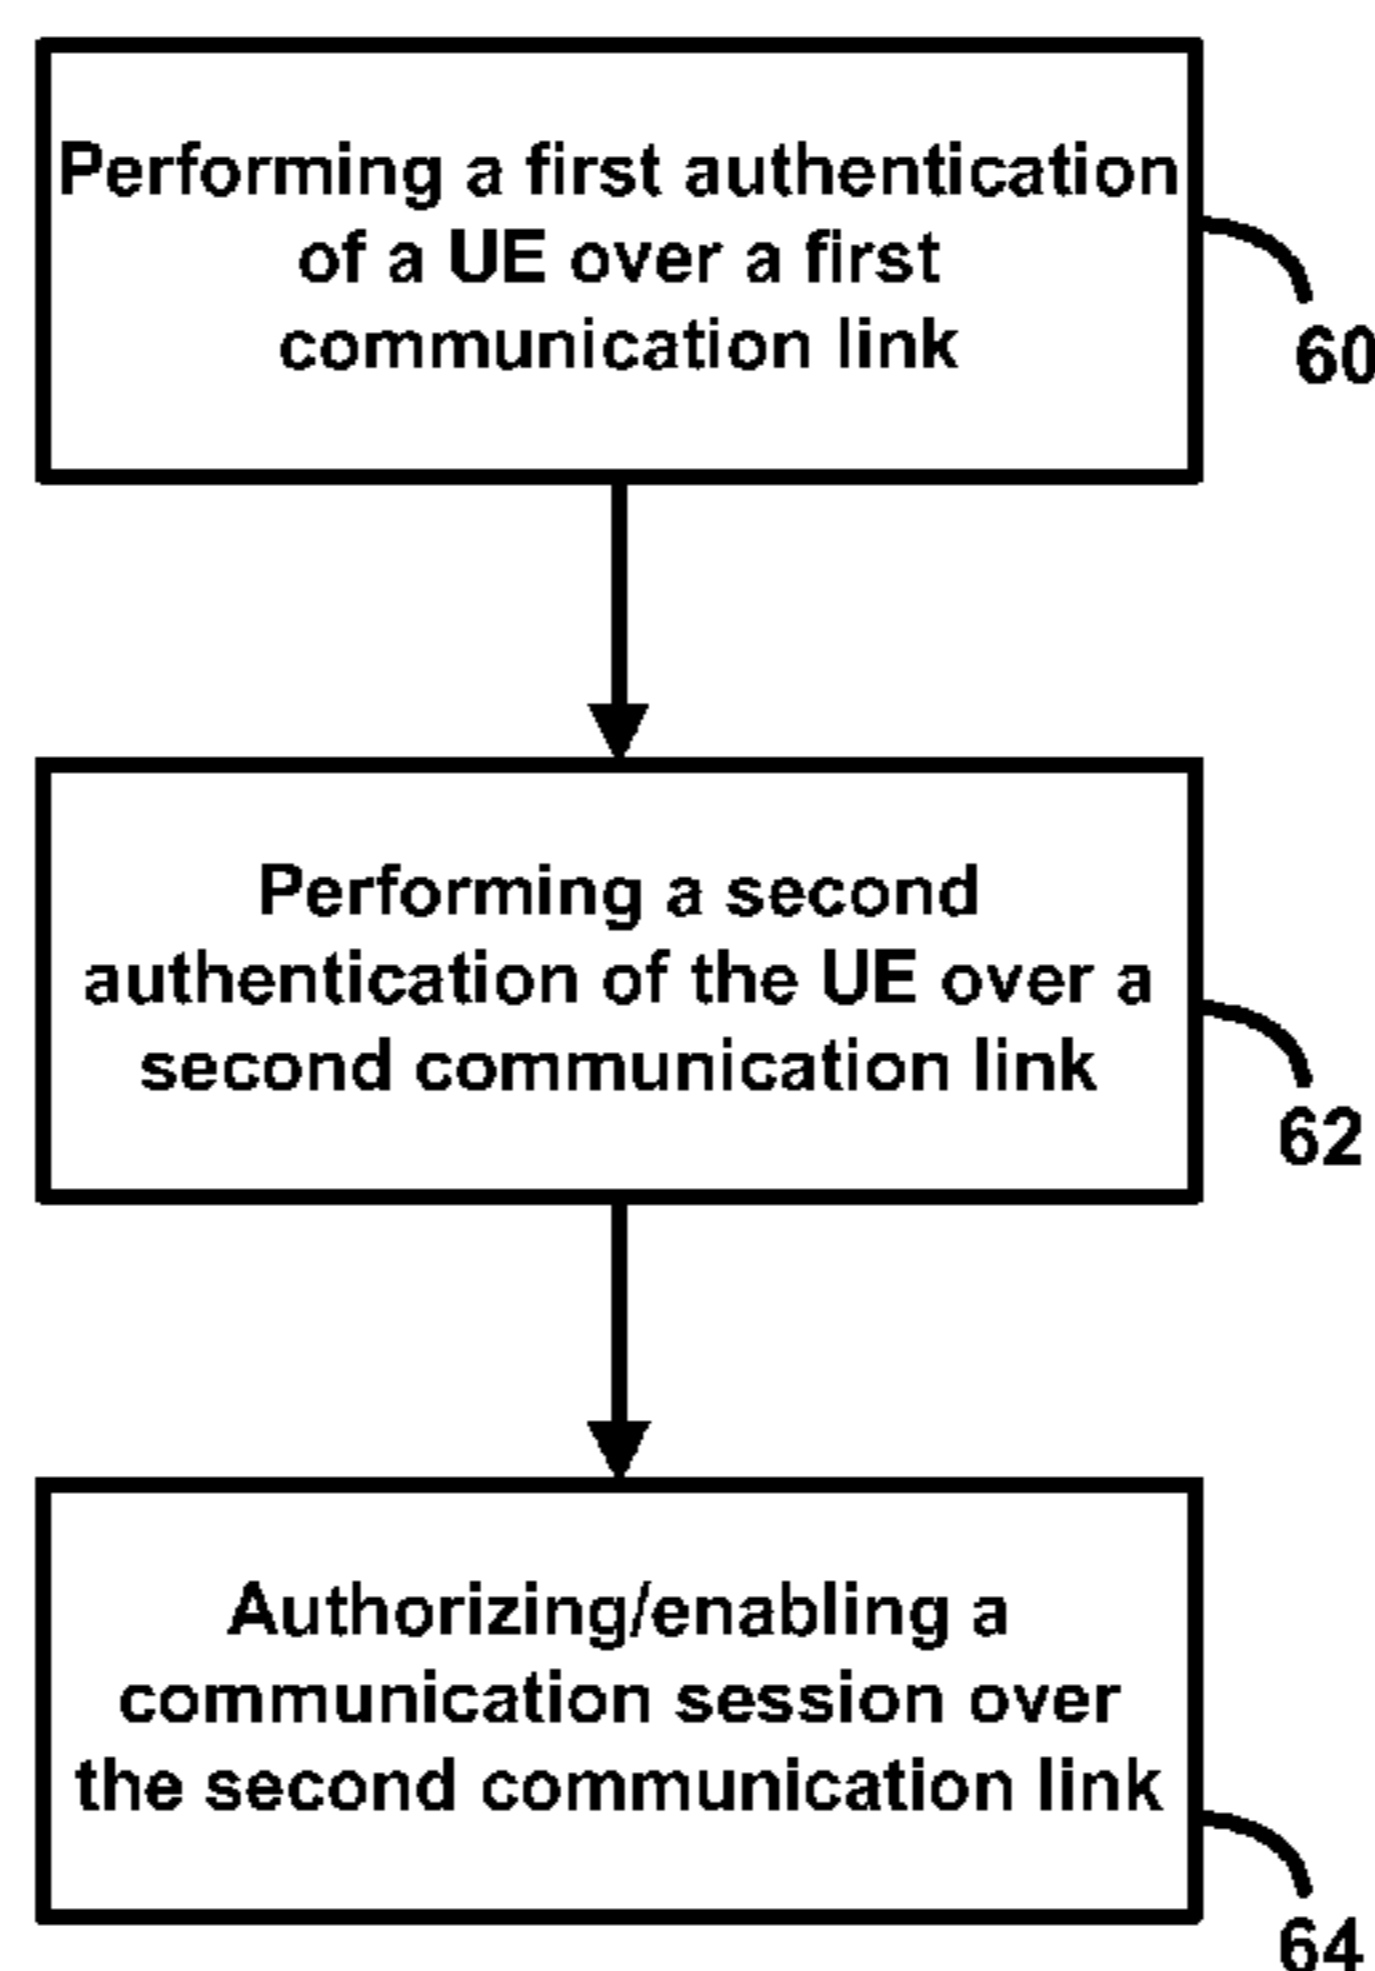 Performing a first authentication
of a UE over a first
communication link
60
Performing a second
authentication of the UE over a
second communication link
62
Authorizing/enabling a
communication session over
the second communication link
64